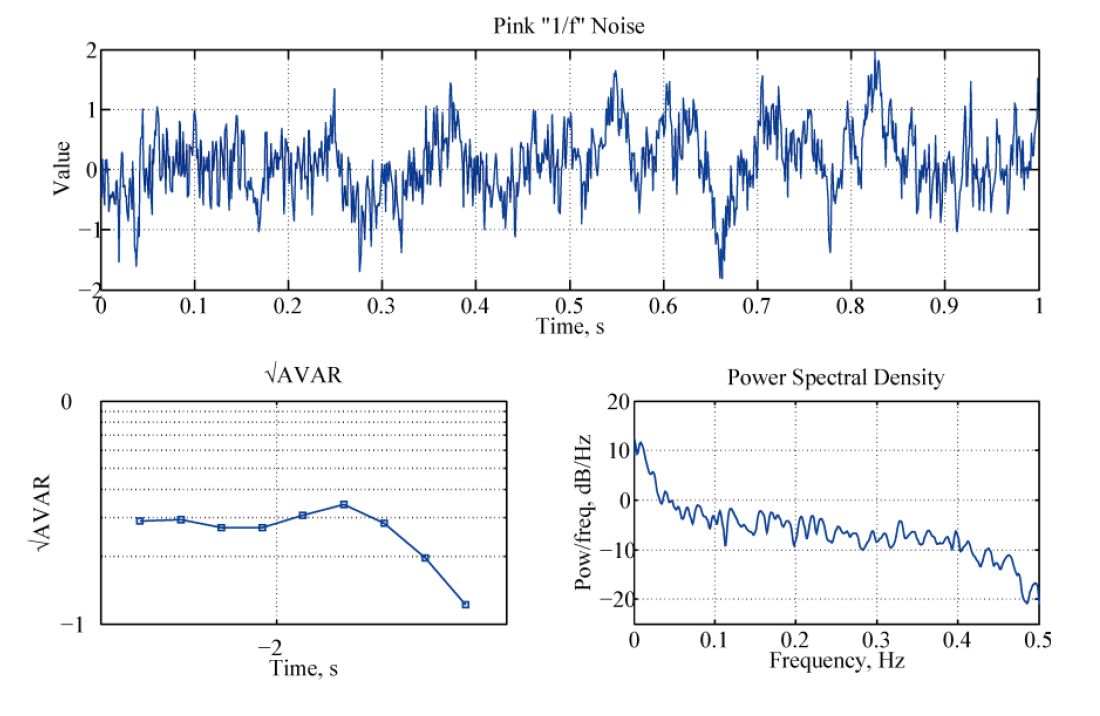 Pink "1/f" Noise
2
1
0
−1
−2
Value
0 0.1 0.2 0.3 0.4 0.5 0.6 0.7 0.8 0.9 1
Time, s
√AVAR
0
−1
√AVAR
−2
Time, s
Power Spectral Density
20
10
0
−10
−20
Pow/freq, dB/Hz
0 0.1 0.2 0.3 0.4 0.5
Frequency, Hz